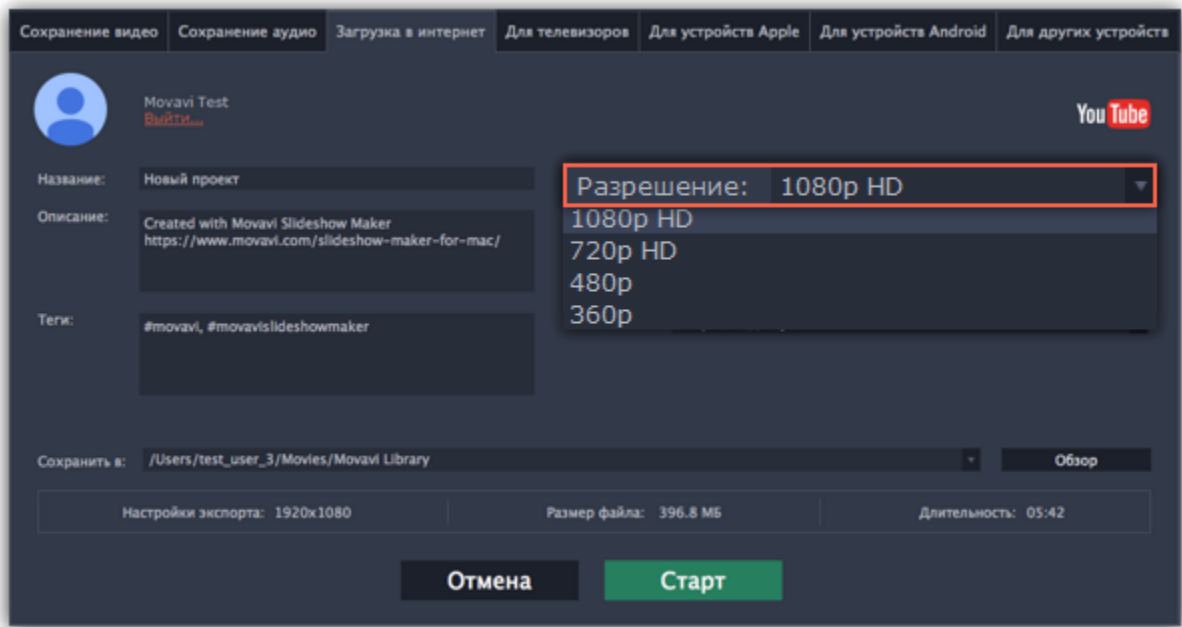 Сохранение видео
Сохранение аудио
Загрузка в интернет
Для телевизоров
Для устройств Apple
Для устройств Android
Для других устройств
Movavi Test
Выйти...
YouTube
Название:
Новый проект
Разрешение:
1080p HD
1080p HD
720p HD
480p
360p
Описание:
Created with Movavi Slideshow Maker
https://www.movavi.com/slideshow-maker-for-mac/
Теги:
#movavi, #movavislideshowmaker
Сохранить в:
/Users/test_user_3/Movies/Movavi Library
Обзор
Настройки экспорта: 1920x1080
Размер файла: 396.8 МБ
Длительность: 05:42
Отмена
Старт